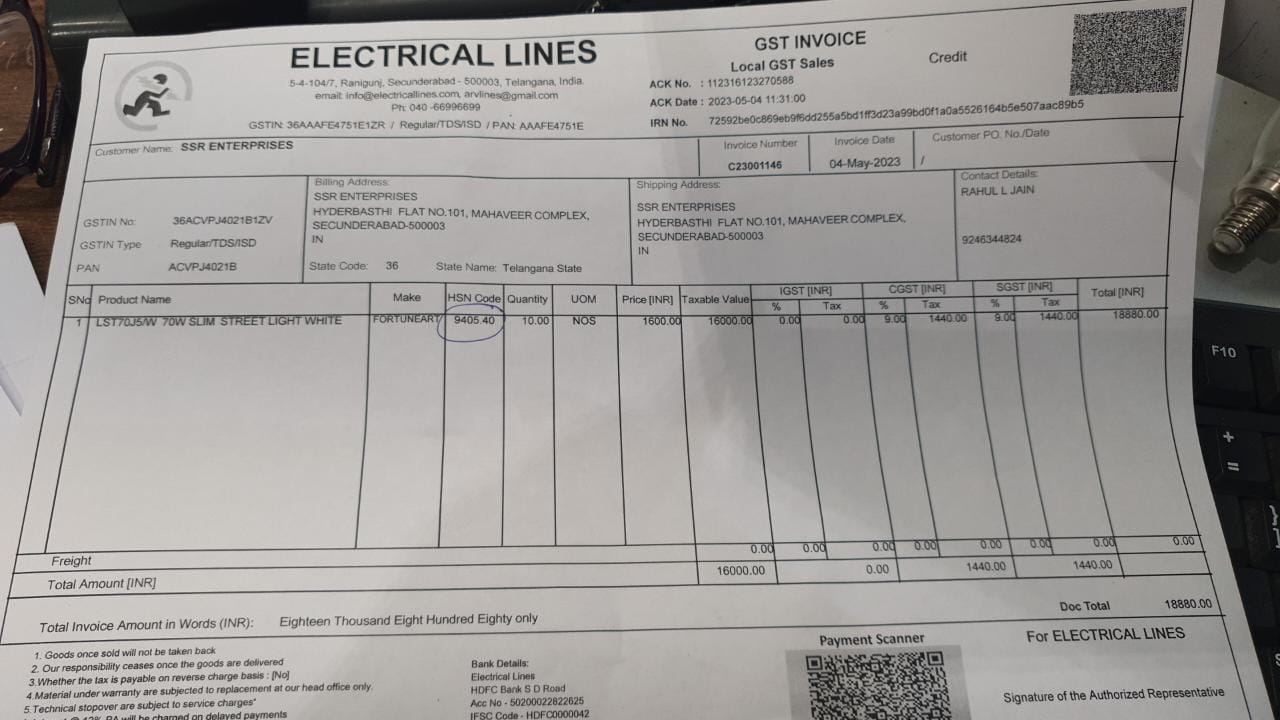 ELECTRICAL LINES
5-4-104/7, Ranigunj, Secunderabad - 500003, Telangana, India.
email: info@electricallines.com, arvlines@gmail.com
Ph: 040 -66996699
GSTIN: 36AAAFE4751E1ZR / Regular/TDS/ISD / PAN: AAAFE4751E
GST INVOICE
Local GST Sales
Credit
ACK No. : 112316123270588
ACK Date : 2023-05-04 11:31:00
IRN No. 72592be0c869eb9f6dd255a5bd1ff3d23a99bd0f1a0a5526164b5e507aac89b5
Customer Name: SSR ENTERPRISES
Invoice Number
C23001146
Invoice Date
04-May-2023
Customer PO. No./Date
/
GSTIN No: 36ACVPJ4021B1ZV
GSTIN Type Regular/TDS/ISD
PAN ACVPJ4021B
Billing Address:
SSR ENTERPRISES
HYDERBASTHI FLAT NO.101, MAHAVEER COMPLEX,
SECUNDERABAD-500003
IN
State Code: 36 State Name: Telangana State
Shipping Address:
SSR ENTERPRISES
HYDERBASTHI FLAT NO.101, MAHAVEER COMPLEX,
SECUNDERABAD-500003
IN
Contact Details:
RAHUL L JAIN
9246344824
SNo Product Name Make HSN Code Quantity UOM Price [INR] Taxable Value IGST [INR] CGST [INR] SGST [INR] Total [INR]
% Tax % Tax % Tax
1 LST70J5/W 70W SLIM STREET LIGHT WHITE FORTUNEART 9405.40 10.00 NOS 1600.00 16000.00 0.00 0.00 9.00 1440.00 9.00 1440.00 18880.00
Freight 0.00 0.00 0.00 0.00 0.00 0.00 0.00 0.00
Total Amount [INR] 16000.00 0.00 1440.00 1440.00
Doc Total 18880.00
Total Invoice Amount in Words (INR): Eighteen Thousand Eight Hundred Eighty only
1. Goods once sold will not be taken back
2. Our responsibility ceases once the goods are delivered
3.Whether the tax is payable on reverse charge basis : [No]
4.Material under warranty are subjected to replacement at our head office only.
5.Technical stopover are subject to service charges*
will be charged on delayed payments
Bank Details:
Electrical Lines
HDFC Bank S D Road
Acc No - 50200022822625
IFSC Code - HDFC0000042
Payment Scanner
For ELECTRICAL LINES
Signature of the Authorized Representative
F10
+
=